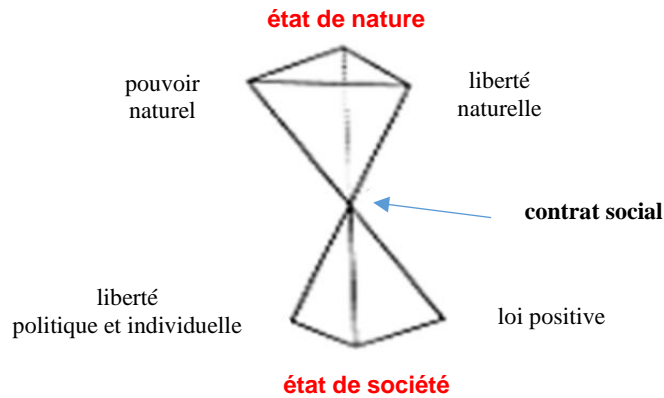 état de nature
pouvoir
naturel
liberté
naturelle
contrat social
liberté
politique et individuelle
loi positive
état de société